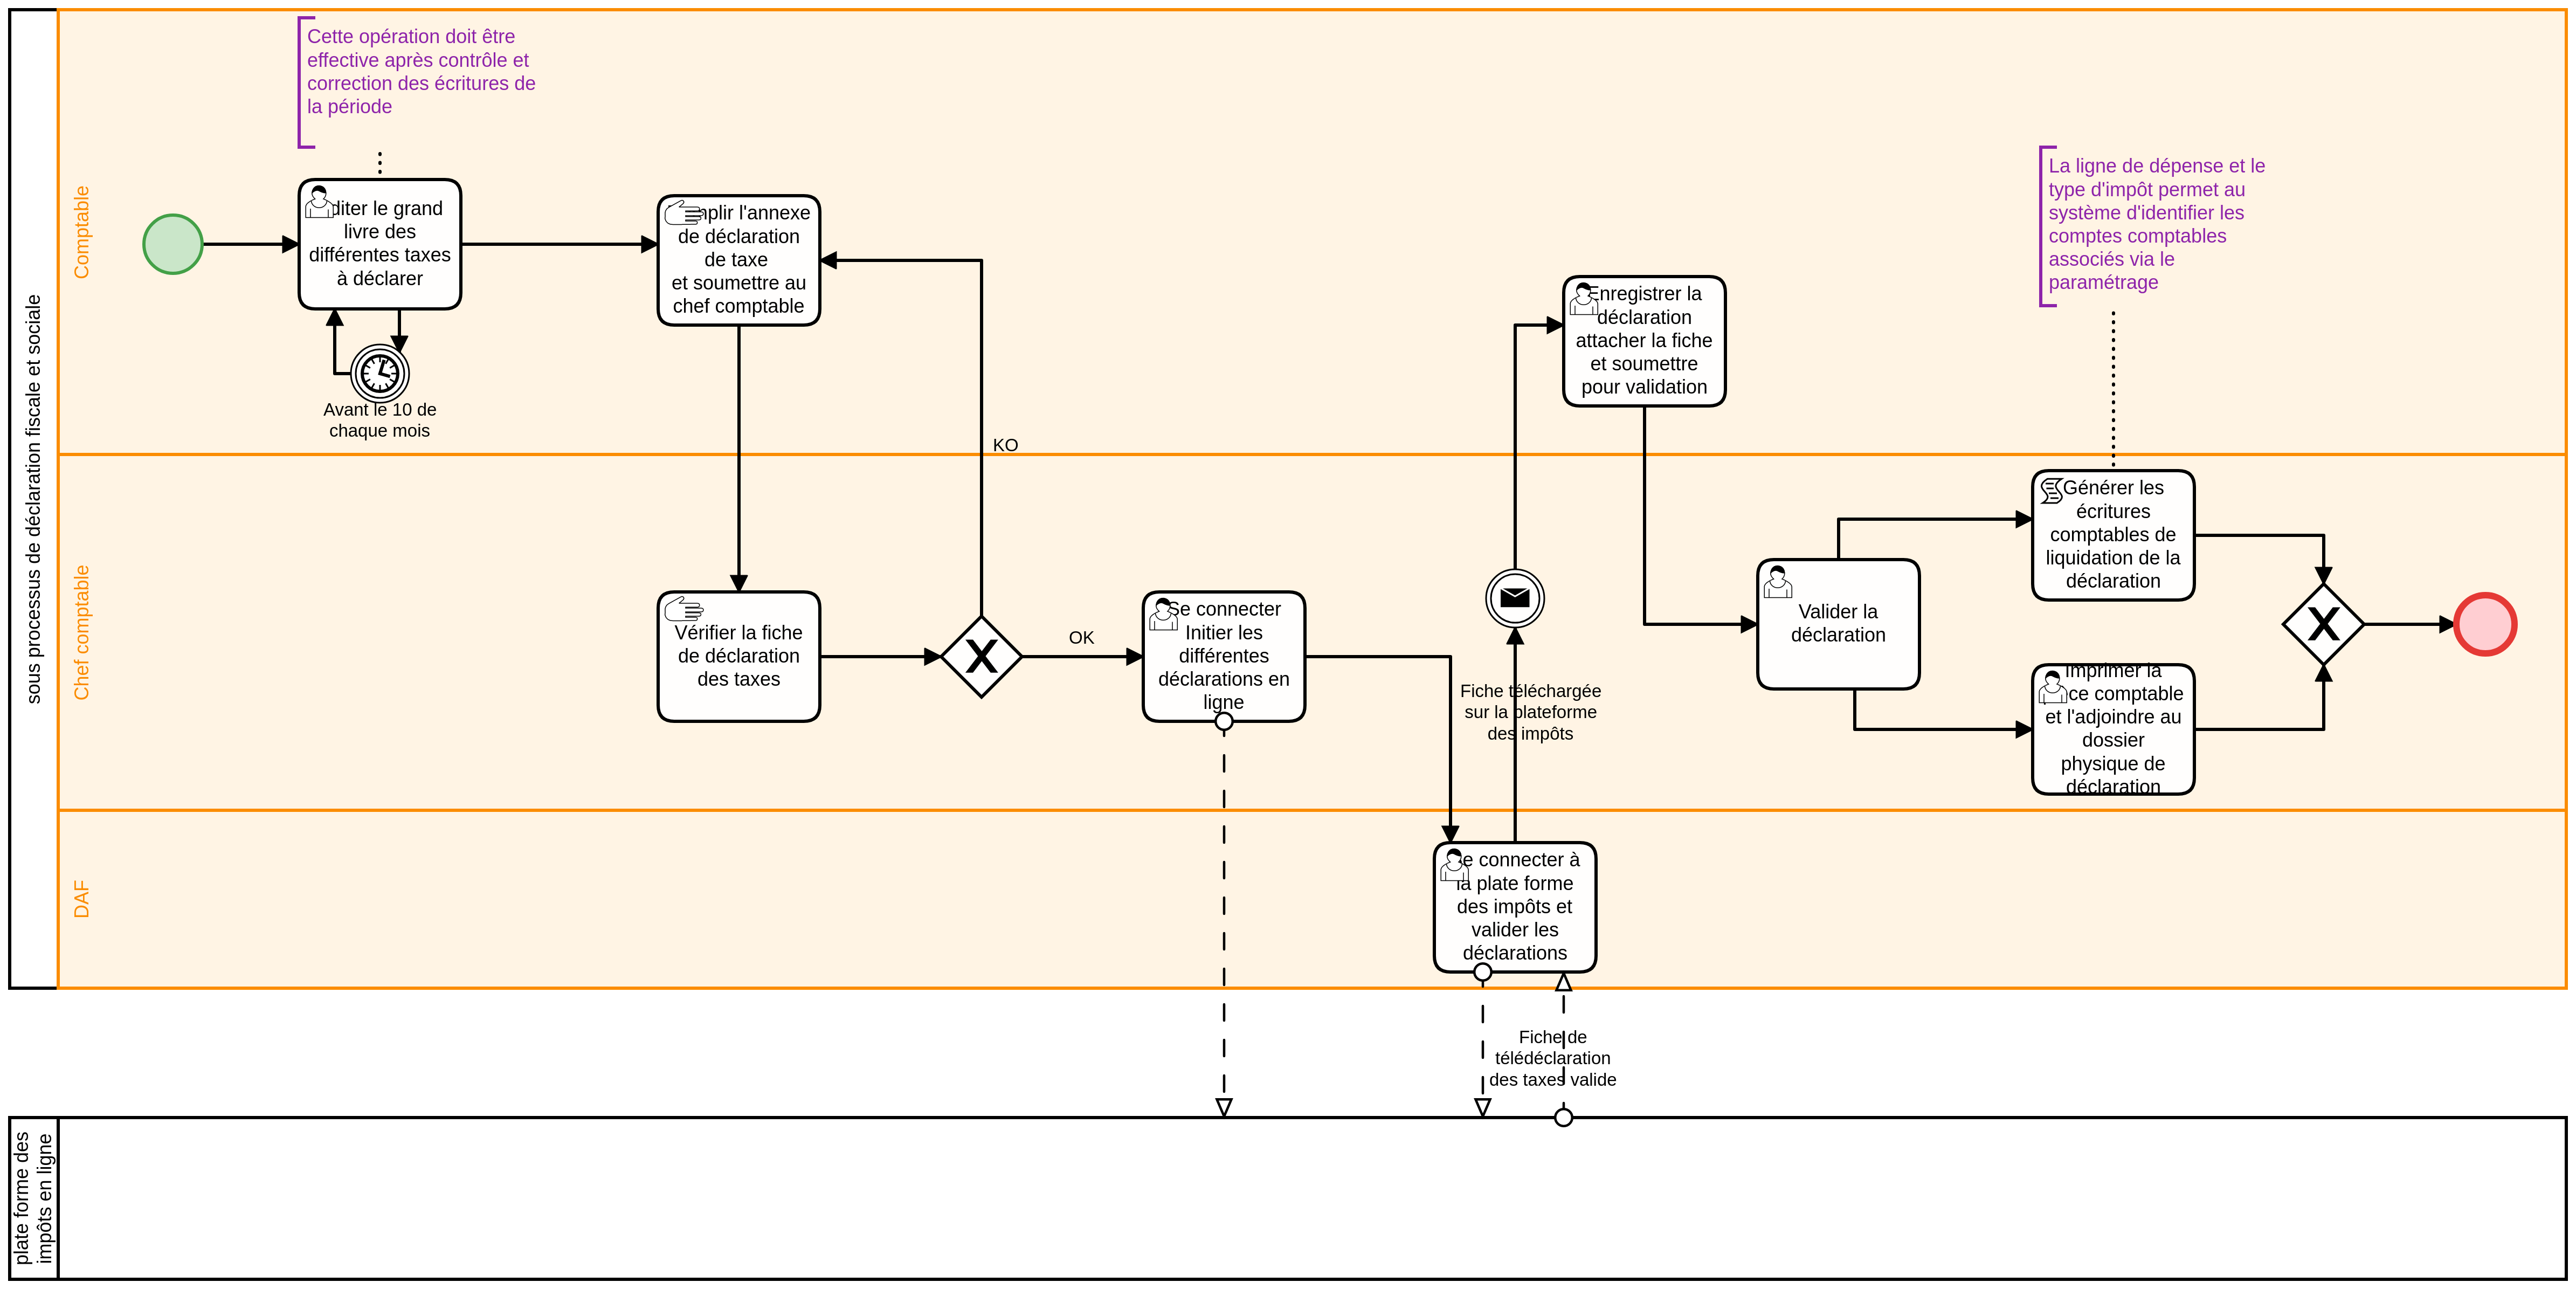 sous processus de déclaration fiscale et sociale
Comptable
Cette opération doit être
effective après contrôle et
correction des écritures de
la période
diter le grand
livre des
différentes taxes
à déclarer
Avant le 10 de
chaque mois
plir l'annexe
de déclaration
de taxe
et soumettre au
chef comptable
KO
Enregistrer la
déclaration
attacher la fiche
et soumettre
pour validation
La ligne de dépense et le
type d'impôt permet au
système d'identifier les
comptes comptables
associés via le
paramétrage
Chef comptable
Vérifier la fiche
de déclaration
des taxes
OK
Se connecter
Initier les
différentes
déclarations en
ligne
Fiche téléchargée
sur la plateforme
des impôts
Valider la
déclaration
Générer les
écritures
comptables de
liquidation de la
déclaration
Imprimer la
ce comptable
et l'adjoindre au
dossier
physique de
déclaration
DAF
e connecter à
la plate forme
des impôts et
valider les
déclarations
Fiche de
télédéclaration
des taxes valide
plate forme des
impôts en ligne